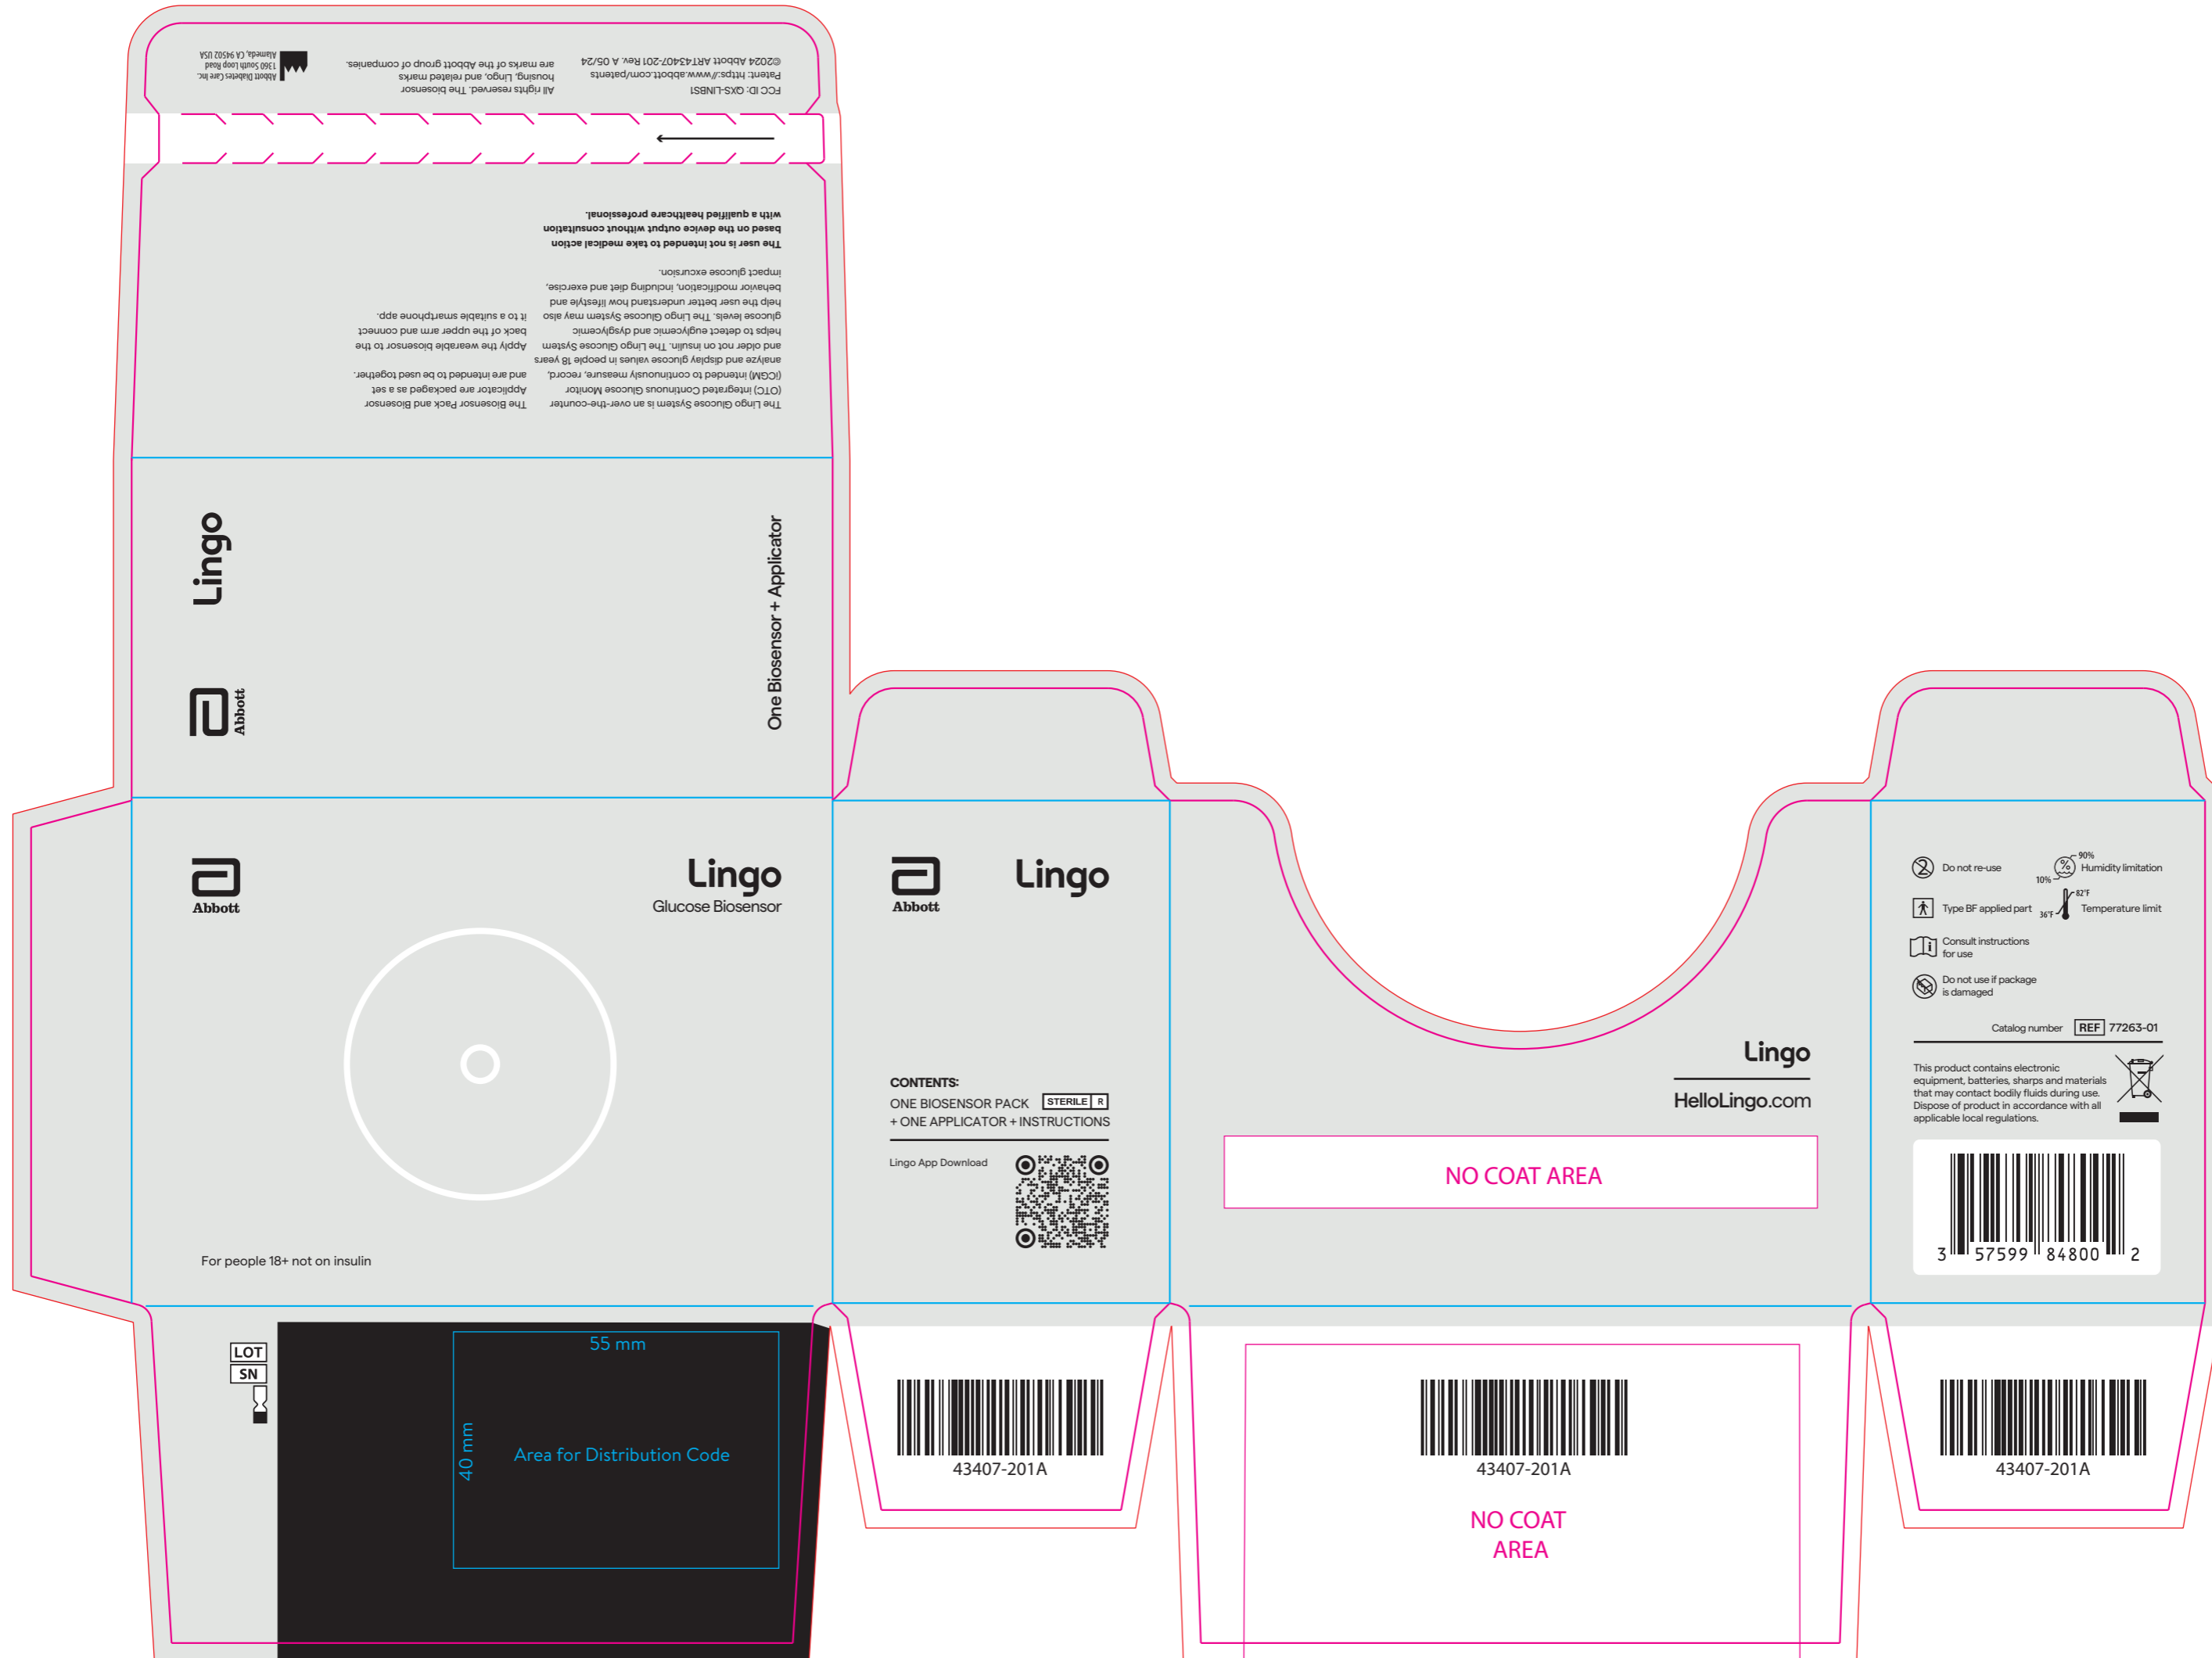 FCC ID: QXS-LINBS1
Patent: https://www.abbott.com/patents
©2024 Abbott ART43407-201 Rev. A 05/24
All rights reserved. The biosensor
housing, Lingo, and related marks
are marks of the Abbott group of companies.
Abbott Diabetes Care Inc.
1360 South Loop Road
Alameda, CA 94502 USA
The Lingo Glucose System is an over-the-counter
(OTC) integrated Continuous Glucose Monitor
(iCGM) intended to continuously measure, record,
analyze and display glucose values in people 18 years
and older not on insulin. The Lingo Glucose System
helps to detect euglycemic and dysglycemic
glucose levels. The Lingo Glucose System may also
help the user better understand how lifestyle and
behavior modification, including diet and exercise,
impact glucose excursion.
The user is not intended to take medical action
based on the device output without consultation
with a qualified healthcare professional.
The Biosensor Pack and Biosensor
Applicator are packaged as a set
and are intended to be used together.
Apply the wearable biosensor to the
back of the upper arm and connect
it to a suitable smartphone app.
Lingo
Abbott
One Biosensor + Applicator
Abbott
Lingo
Glucose Biosensor
For people 18+ not on insulin
Abbott
Lingo
CONTENTS:
ONE BIOSENSOR PACK STERILE R
+ ONE APPLICATOR + INSTRUCTIONS
Lingo App Download
Lingo
HelloLingo.com
NO COAT AREA
Do not re-use
90%
10%
Humidity limitation
Type BF applied part
82°F
36°F
Temperature limit
Consult instructions
for use
Do not use if package
is damaged
Catalog number REF 77263-01
This product contains electronic
equipment, batteries, sharps and materials
that may contact bodily fluids during use.
Dispose of product in accordance with all
applicable local regulations.
3 57599 84800 2
LOT
SN
55 mm
40 mm
Area for Distribution Code
43407-201A
43407-201A
NO COAT
AREA
43407-201A